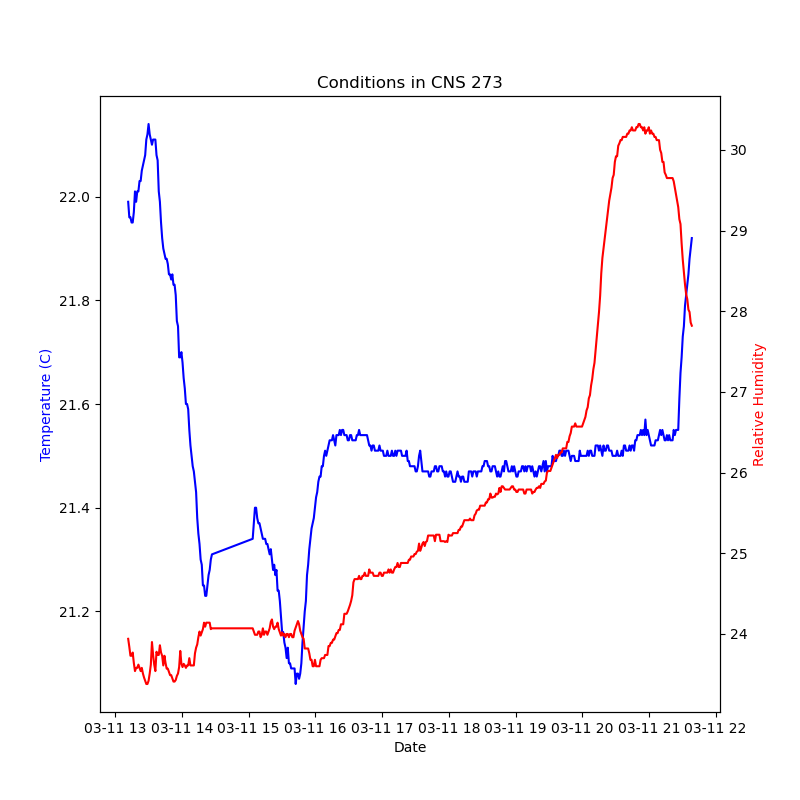 Conditions in CNS 273
Temperature (C)
22.0
21.8
21.6
21.4
21.2
30
29
28
27
26
25
24
Relative Humidity
03-11 13 03-11 14 03-11 15 03-11 16 03-11 17 03-11 18 03-11 19 03-11 20 03-11 21 03-11 22
Date